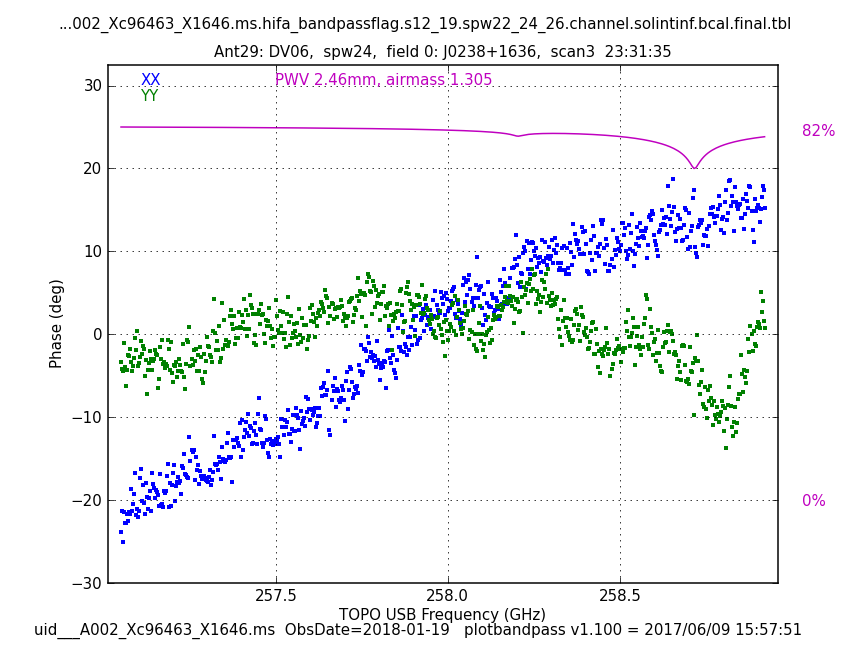 ...002_Xc96463_X1646.ms.hifa_bandpassflag.s12_19.spw22_24_26.channel.solintinf.bcal.final.tbl
Ant29: DV06, spw24, field 0: J0238+1636, scan3 23:31:35
XX
PWV 2.46mm, airmass 1.305
YY
30
20
10
0
−10
−20
−30
82%
0%
Phase (deg)
257.5 258.0 258.5
TOPO USB Frequency (GHz)
uid___A002_Xc96463_X1646.ms ObsDate=2018-01-19 plotbandpass v1.100 = 2017/06/09 15:57:51